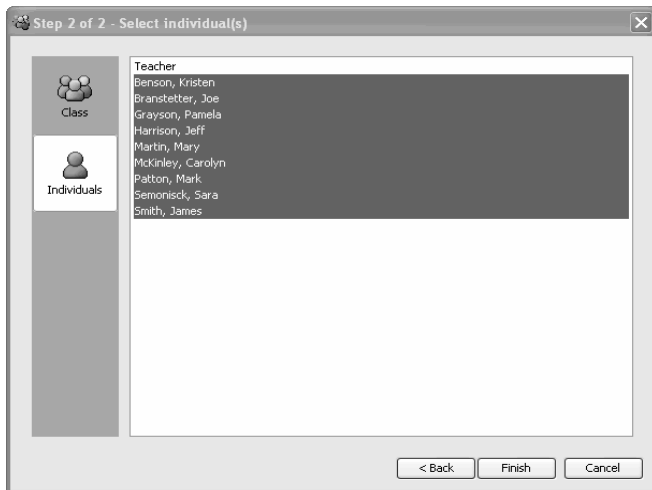 Step 2 of 2 - Select individual(s)
Class
Individuals
Teacher
Benson, Kristen
Branstetter, Joe
Grayson, Pamela
Harrison, Jeff
Martin, Mary
McKinley, Carolyn
Patton, Mark
Semonisck, Sara
Smith, James
< Back
Finish
Cancel